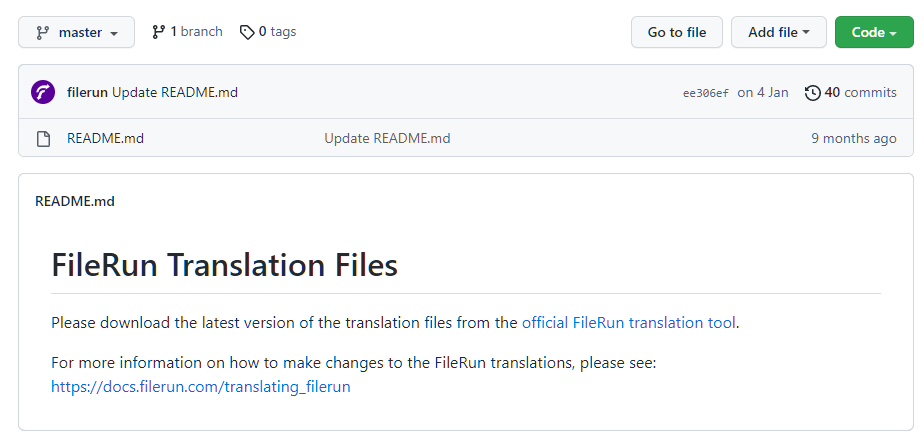 master 1 branch 0 tags Go to file Add file Code
filerun Update README.md ee306ef on 4 Jan 40 commits
README.md Update README.md 9 months ago
README.md
FileRun Translation Files
Please download the latest version of the translation files from the official FileRun translation tool.
For more information on how to make changes to the FileRun translations, please see:
https://docs.filerun.com/translating_filerun